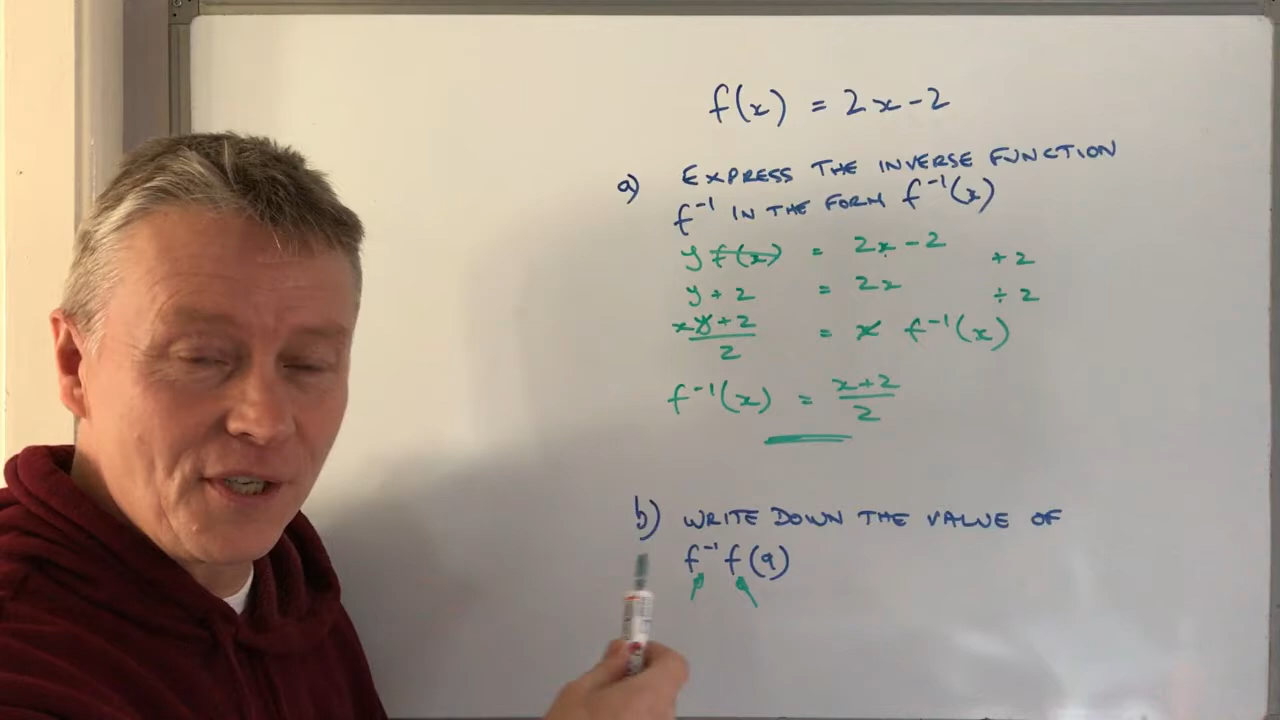 f(x) = 2x-2
a) EXPRESS THE INVERSE FUNCTION
f⁻¹ IN THE FORM f⁻¹(x)
y f(x) = 2x-2 +2
y+2 = 2x ÷2
x y+2/2 = x f⁻¹(x)
f⁻¹(x) = x+2/2
b) WRITE DOWN THE VALUE OF
f⁻¹f(9)